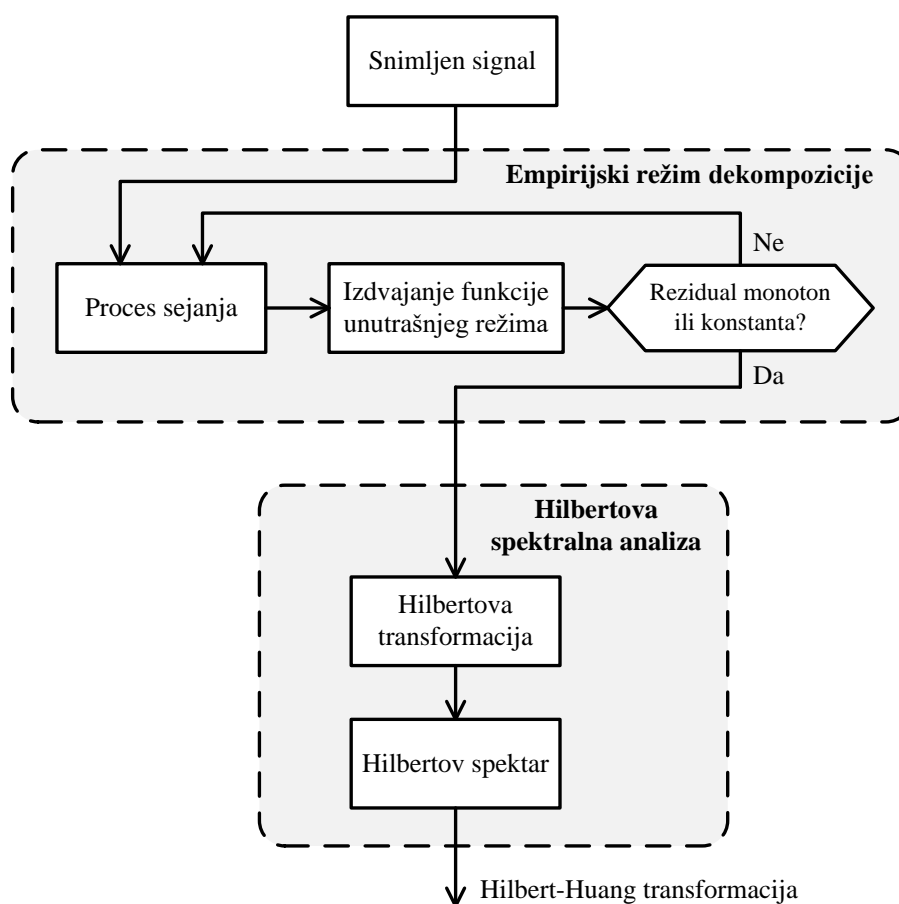 Snimljen signal
Empirijski režim dekompozicije
Ne
Proces sejanja
Izdvajanje funkcije
unutrašnjeg režima
Rezidual monoton
ili konstanta?
Da
Hilbertova
spektralna analiza
Hilbertova
transformacija
Hilbertov spektar
Hilbert-Huang transformacija